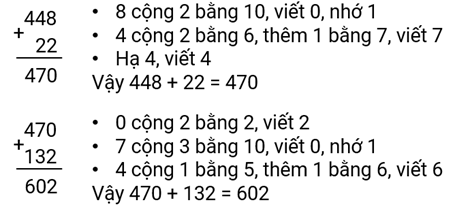 448
+
22
470
• 8 cộng 2 bằng 10, viết 0, nhớ 1
• 4 cộng 2 bằng 6, thêm 1 bằng 7, viết 7
• Hạ 4, viết 4
Vậy 448 + 22 = 470
470
+
132
602
• 0 cộng 2 bằng 2, viết 2
• 7 cộng 3 bằng 10, viết 0, nhớ 1
• 4 cộng 1 bằng 5, thêm 1 bằng 6, viết 6
Vậy 470 + 132 = 602